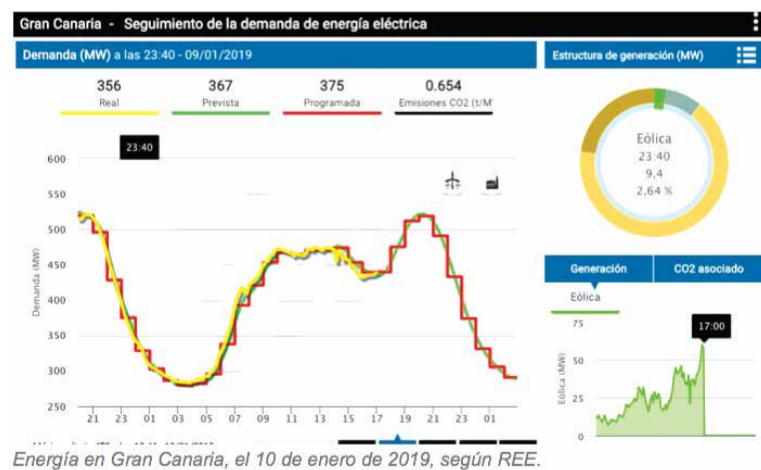 Gran Canaria - Seguimiento de la demanda de energía eléctrica
Demanda (MW) a las 23:40 - 09/01/2019
356 367 375 0.654
Real Prevista Programada Emisiones CO2 (t/M
23:40
600
550
500
450
400
350
300
250
Demanda (MW)
21 23 01 03 05 07 09 11 13 15 17 19 21 23 01
Estructura de generación (MW)
Eólica
23:40
9,4
2,64 %
Generación CO2 asociado
Eólica
17:00
75
50
25
0
Eólica (MW)
Energía en Gran Canaria, el 10 de enero de 2019, según REE.